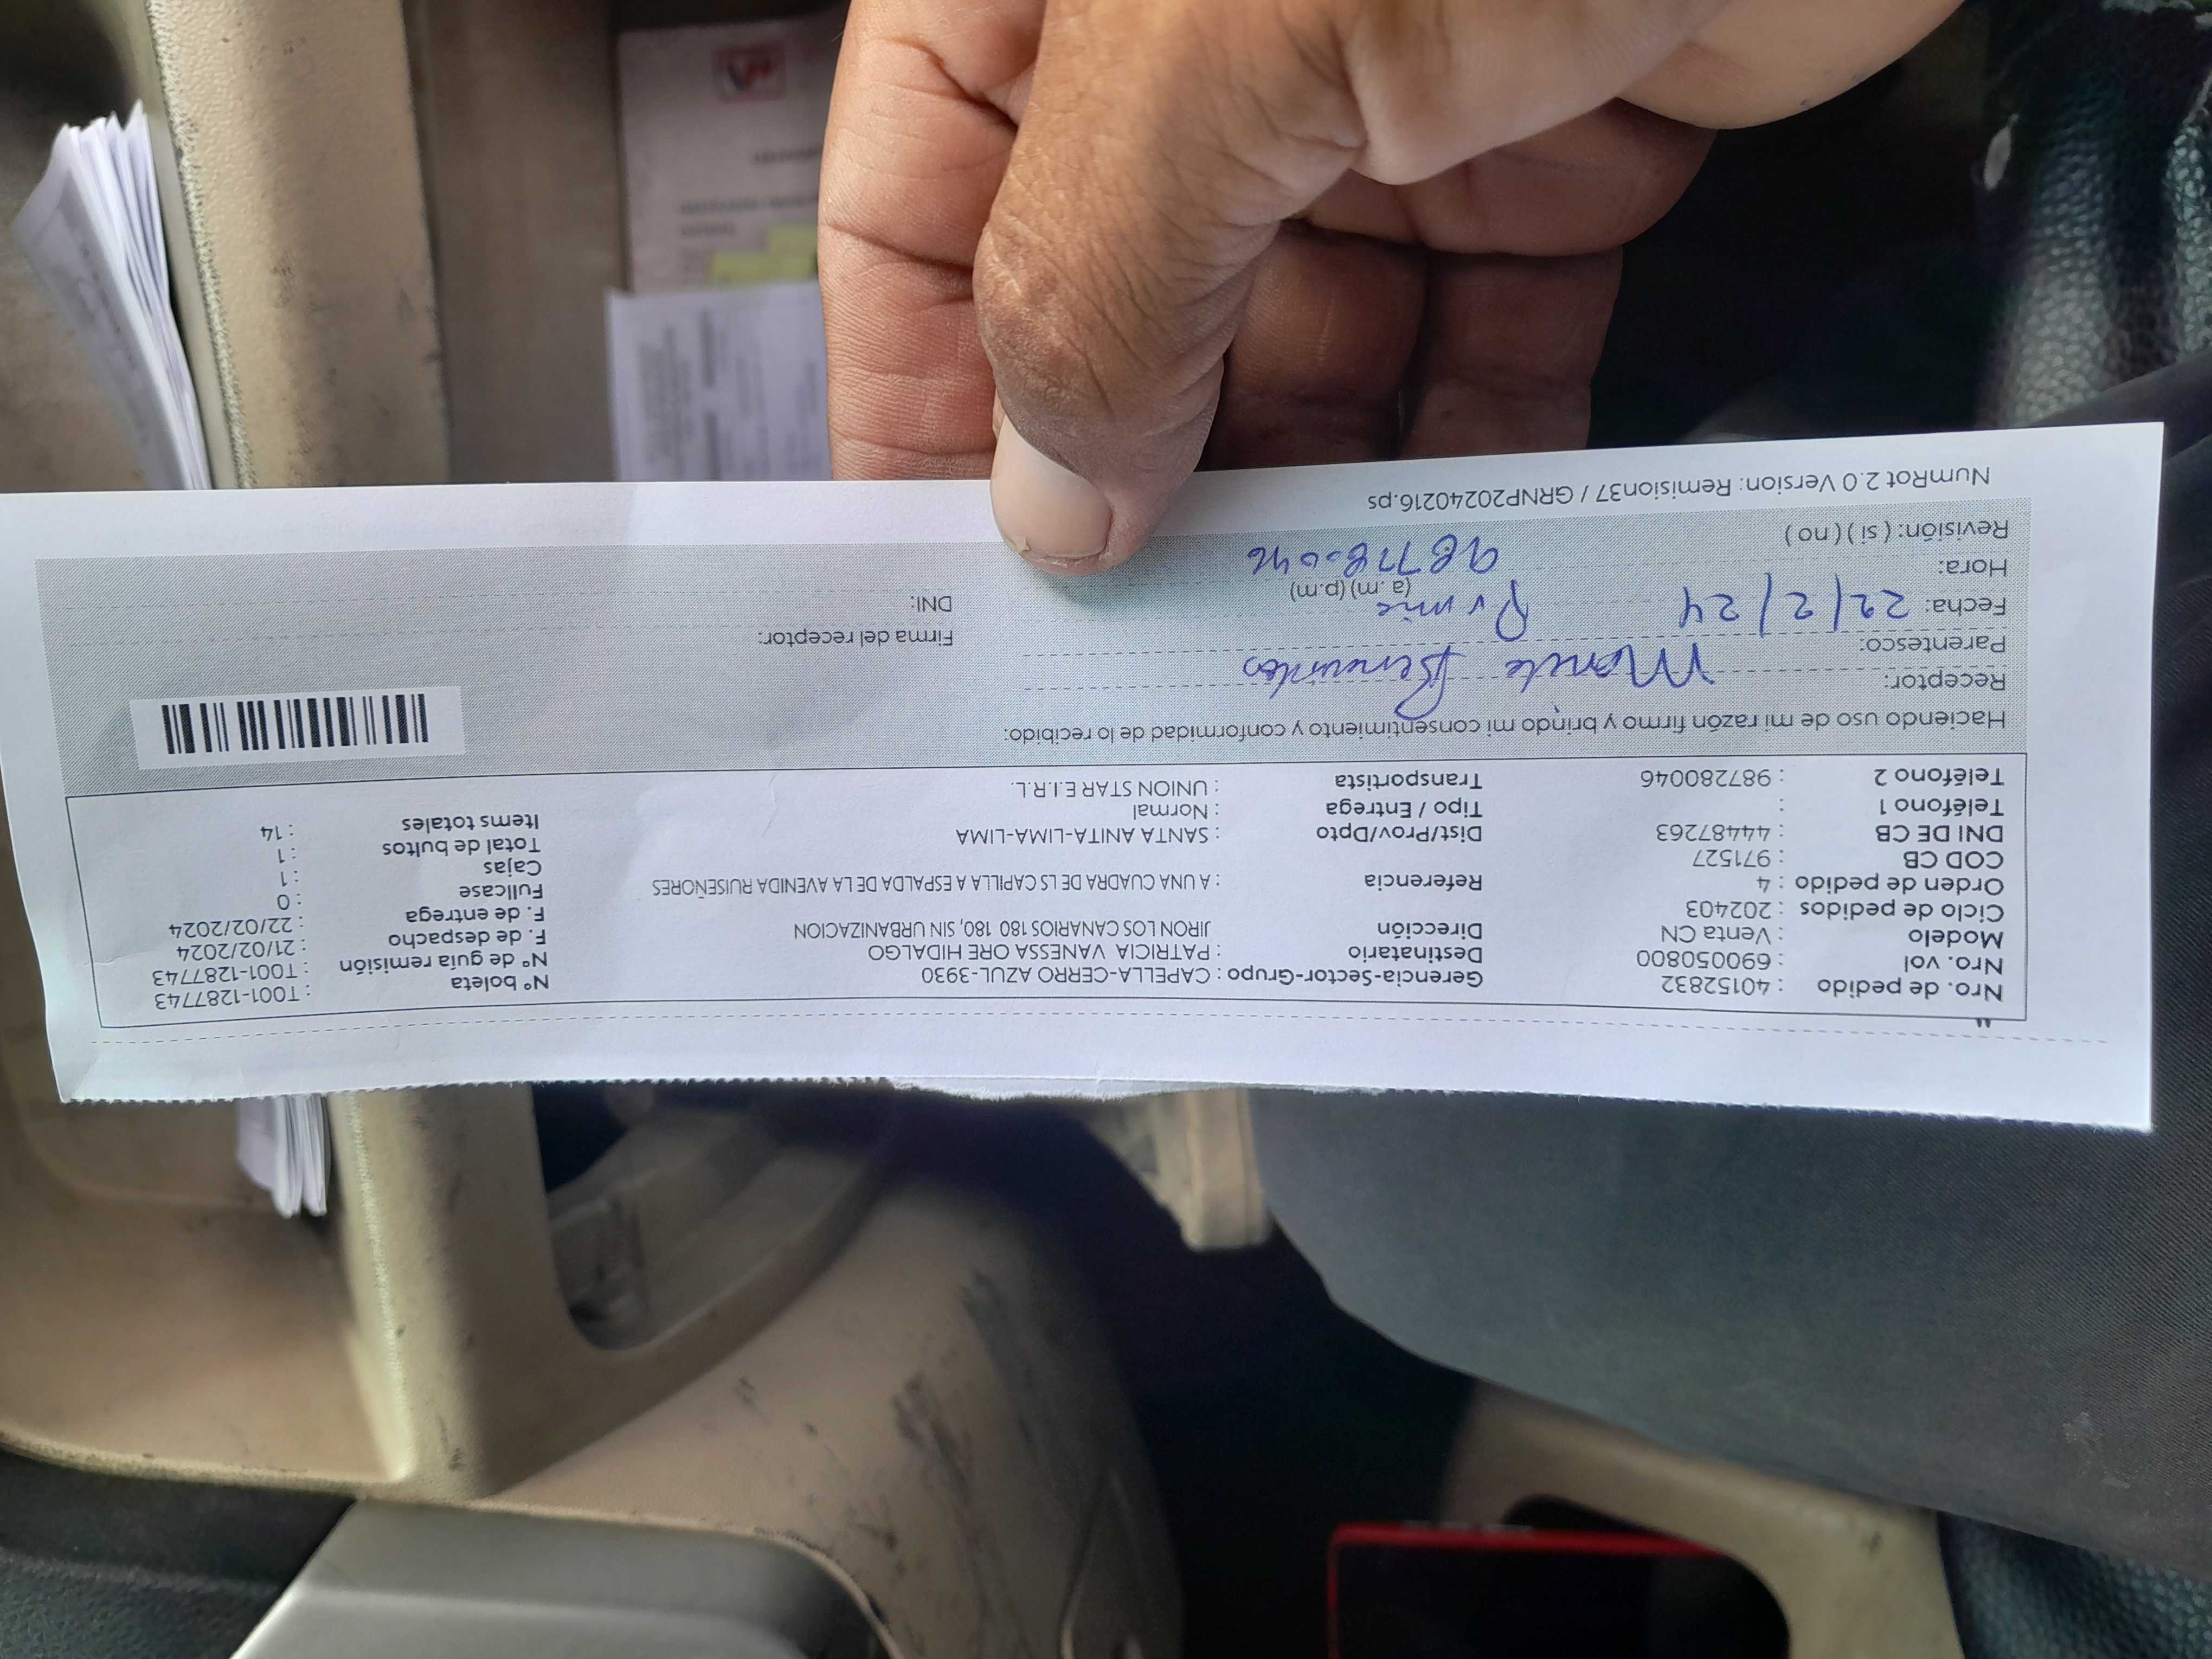 Nro. de pedido : 40152832 Gerencia-Sector-Grupo : CAPELLA-CERRO AZUL-3930 N° boleta : T001-1287743
Nro. vol : 690050800 Destinatario : PATRICIA VANESSA ORE HIDALGO N° de guía remisión : T001-1287743
Modelo : Venta CN Dirección JIRON LOS CANARIOS 180 180, SIN URBANIZACION F. de despacho : 21/02/2024
Ciclo de pedidos : 202403 F. de entrega : 22/02/2024
Orden de pedido : 4 Referencia : A UNA CUADRA DE LS CAPILLA A ESPALDA DE LA AVENIDA RUISEÑORES Fullcase : 0
COD CB : 971527 Cajas : 1
DNI DE CB : 44487263 Dist/Prov/Dpto : SANTA ANITA-LIMA-LIMA Total de bultos : 1
Teléfono 1 : Tipo / Entrega : Normal Items totales : 14
Teléfono 2 : 987280046 Transportista : UNION STAR E.I.R.L.
Haciendo uso de mi razón firmo y brindo mi consentimiento y conformidad de lo recibido:
Receptor:
Parentesco: Firma del receptor:
Fecha: 22/2/24 DNI:
Hora: (a.m) (p.m)
Revisión: ( si ) ( no )
NumRot 2.0 Version: Remision37 / GRNP20240216.ps